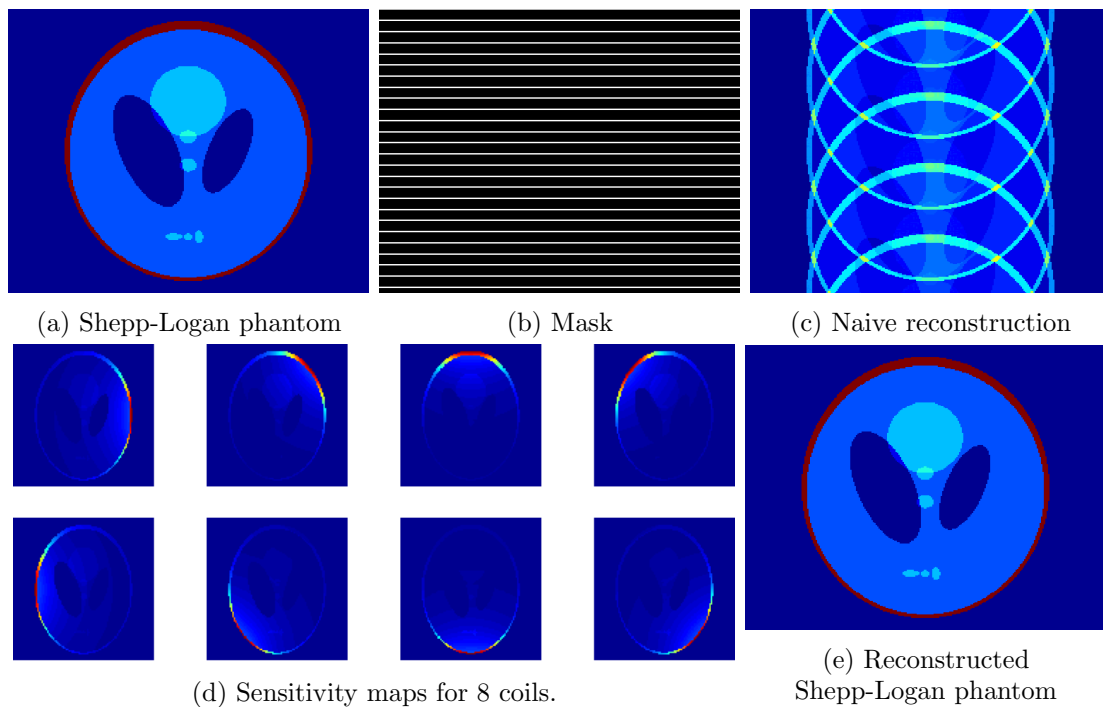 (a) Shepp-Logan phantom
(b) Mask
(c) Naive reconstruction
(d) Sensitivity maps for 8 coils.
(e) Reconstructed
Shepp-Logan phantom